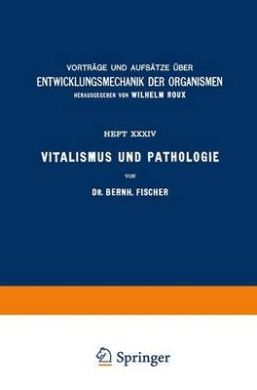 VORTRÄGE UND AUFSÄTZE ÜBER
ENTWICKLUNGSMECHANIK DER ORGANISMEN
HERAUSGEGEBEN VON WILHELM ROUX
HEFT XXXIV
VITALISMUS UND PATHOLOGIE
VON
DR. BERNH. FISCHER
Springer